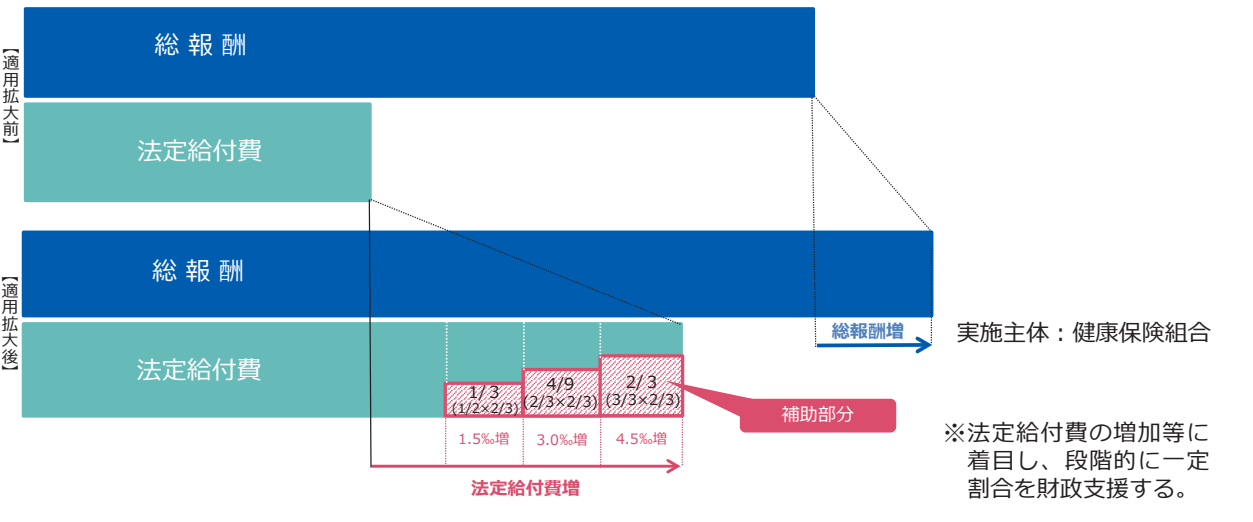 【適用拡大前】
総 報 酬
法定給付費
【適用拡大後】
総 報 酬
総報酬増
法定給付費
1/ 3
(1/2×2/3)
4/9
(2/3×2/3)
2/ 3
(3/3×2/3)
補助部分
1.5‰増
3.0‰増
4.5‰増
法定給付費増
実施主体：健康保険組合
※法定給付費の増加等に
着目し、段階的に一定
割合を財政支援する。